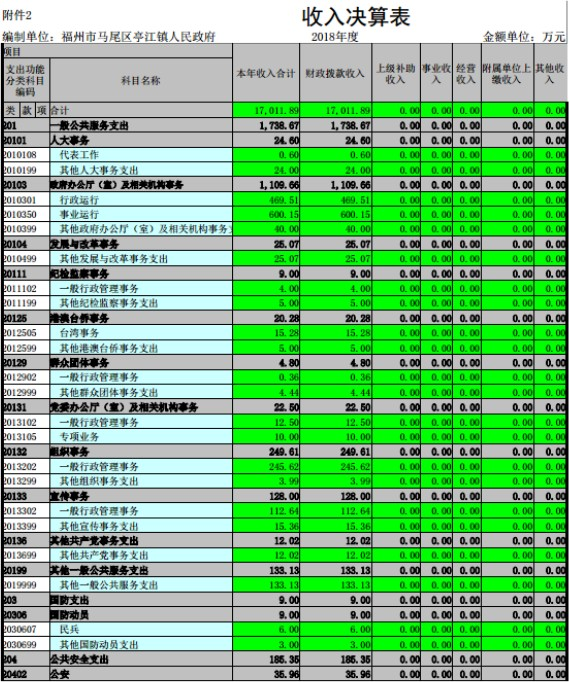 附件2
收入决算表
编制单位：福州市马尾区亭江镇人民政府 2018年度 金额单位：万元
项目 本年收入合计 财政拨款收入 上级补助收入 事业收入 经营收入 附属单位上缴收入 其他收入
支出功能分类科目编码 科目名称
类 款 项 合计 17,011.89 17,011.89 0.00 0.00 0.00 0.00 0.00
201 一般公共服务支出 1,738.67 1,738.67 0.00 0.00 0.00 0.00 0.00
20101 人大事务 24.60 24.60 0.00 0.00 0.00 0.00 0.00
2010108 代表工作 0.60 0.60 0.00 0.00 0.00 0.00 0.00
2010199 其他人大事务支出 24.00 24.00 0.00 0.00 0.00 0.00 0.00
20103 政府办公厅（室）及相关机构事务 1,109.66 1,109.66 0.00 0.00 0.00 0.00 0.00
2010301 行政运行 469.51 469.51 0.00 0.00 0.00 0.00 0.00
2010350 事业运行 600.15 600.15 0.00 0.00 0.00 0.00 0.00
2010399 其他政府办公厅（室）及相关机构事务 40.00 40.00 0.00 0.00 0.00 0.00 0.00
20104 发展与改革事务 25.07 25.07 0.00 0.00 0.00 0.00 0.00
2010499 其他发展与改革事务支出 25.07 25.07 0.00 0.00 0.00 0.00 0.00
20111 纪检监察事务 9.00 9.00 0.00 0.00 0.00 0.00 0.00
2011102 一般行政管理事务 4.00 4.00 0.00 0.00 0.00 0.00 0.00
2011199 其他纪检监察事务支出 5.00 5.00 0.00 0.00 0.00 0.00 0.00
20125 港澳台侨事务 20.28 20.28 0.00 0.00 0.00 0.00 0.00
2012505 台湾事务 15.28 15.28 0.00 0.00 0.00 0.00 0.00
2012599 其他港澳台侨事务支出 5.00 5.00 0.00 0.00 0.00 0.00 0.00
20129 群众团体事务 4.80 4.80 0.00 0.00 0.00 0.00 0.00
2012902 一般行政管理事务 0.36 0.36 0.00 0.00 0.00 0.00 0.00
2012999 其他群众团体事务支出 4.44 4.44 0.00 0.00 0.00 0.00 0.00
20131 党委办公厅（室）及相关机构事务 22.50 22.50 0.00 0.00 0.00 0.00 0.00
2013102 一般行政管理事务 12.50 12.50 0.00 0.00 0.00 0.00 0.00
2013105 专项业务 10.00 10.00 0.00 0.00 0.00 0.00 0.00
20132 组织事务 249.61 249.61 0.00 0.00 0.00 0.00 0.00
2013202 一般行政管理事务 245.62 245.62 0.00 0.00 0.00 0.00 0.00
2013299 其他组织事务支出 3.99 3.99 0.00 0.00 0.00 0.00 0.00
20133 宣传事务 128.00 128.00 0.00 0.00 0.00 0.00 0.00
2013302 一般行政管理事务 112.64 112.64 0.00 0.00 0.00 0.00 0.00
2013399 其他宣传事务支出 15.36 15.36 0.00 0.00 0.00 0.00 0.00
20136 其他共产党事务支出 12.02 12.02 0.00 0.00 0.00 0.00 0.00
2013699 其他共产党事务支出 12.02 12.02 0.00 0.00 0.00 0.00 0.00
20199 其他一般公共服务支出 133.13 133.13 0.00 0.00 0.00 0.00 0.00
2019999 其他一般公共服务支出 133.13 133.13 0.00 0.00 0.00 0.00 0.00
203 国防支出 9.00 9.00 0.00 0.00 0.00 0.00 0.00
20306 国防动员 9.00 9.00 0.00 0.00 0.00 0.00 0.00
2030607 民兵 6.00 6.00 0.00 0.00 0.00 0.00 0.00
2030699 其他国防动员支出 3.00 3.00 0.00 0.00 0.00 0.00 0.00
204 公共安全支出 185.35 185.35 0.00 0.00 0.00 0.00 0.00
20402 公安 35.96 35.96 0.00 0.00 0.00 0.00 0.00